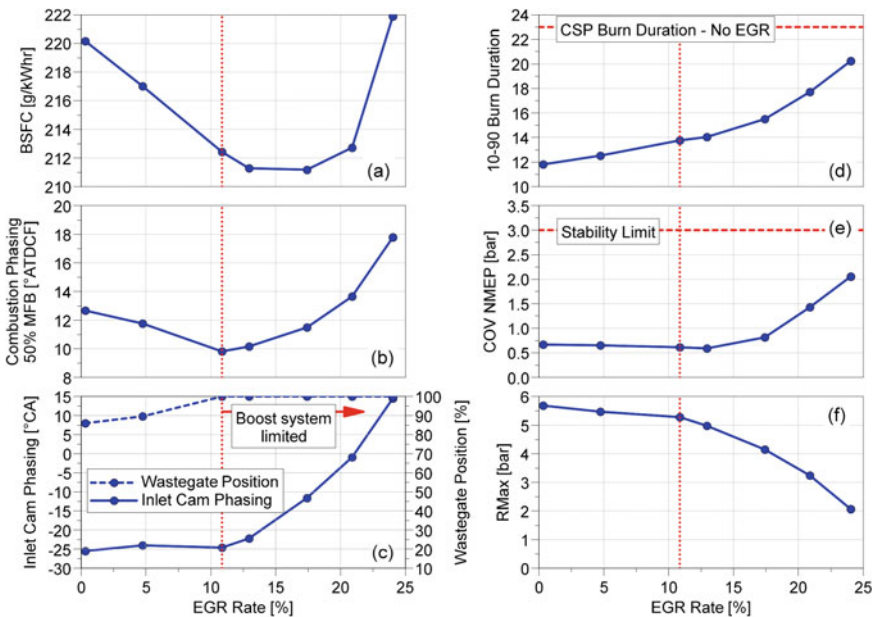 222
220
218
216
214
212
210
BSFC [g/kWhr]
(a)
20
18
16
14
12
10
8
Combustion Phasing
50% MFB [°ATDCF]
(b)
15
10
5
0
-5
-10
-15
-20
-25
-30
Inlet Cam Phasing [°CA]
Boost system
limited
Wastegate Position
Inlet Cam Phasing
(c)
100
90
80
70
60
50
40
30
20
10
Wastegate Position [%]
0 5 10 15 20 25
EGR Rate [%]
24
22
20
18
16
14
12
10
10-90 Burn Duration
CSP Burn Duration - No EGR
(d)
3.5
3.0
2.5
2.0
1.5
1.0
0.5
0.0
COV NMEP [bar]
Stability Limit
(e)
6
5
4
3
2
1
0
RMax [bar]
(f)
0 5 10 15 20 25
EGR Rate [%]